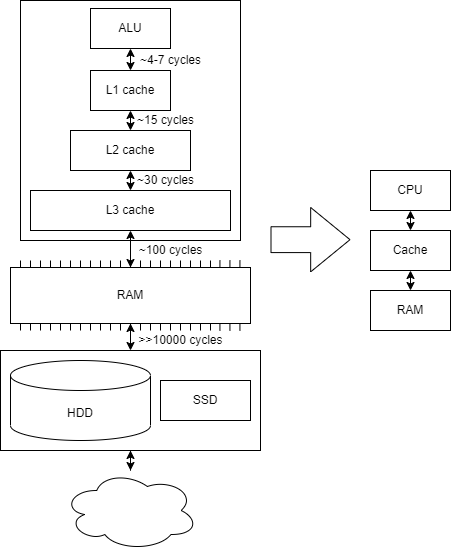 ALU
~4-7 cycles
L1 cache
~15 cycles
L2 cache
~30 cycles
L3 cache
~100 cycles
RAM
>>10000 cycles
HDD
SSD
CPU
Cache
RAM